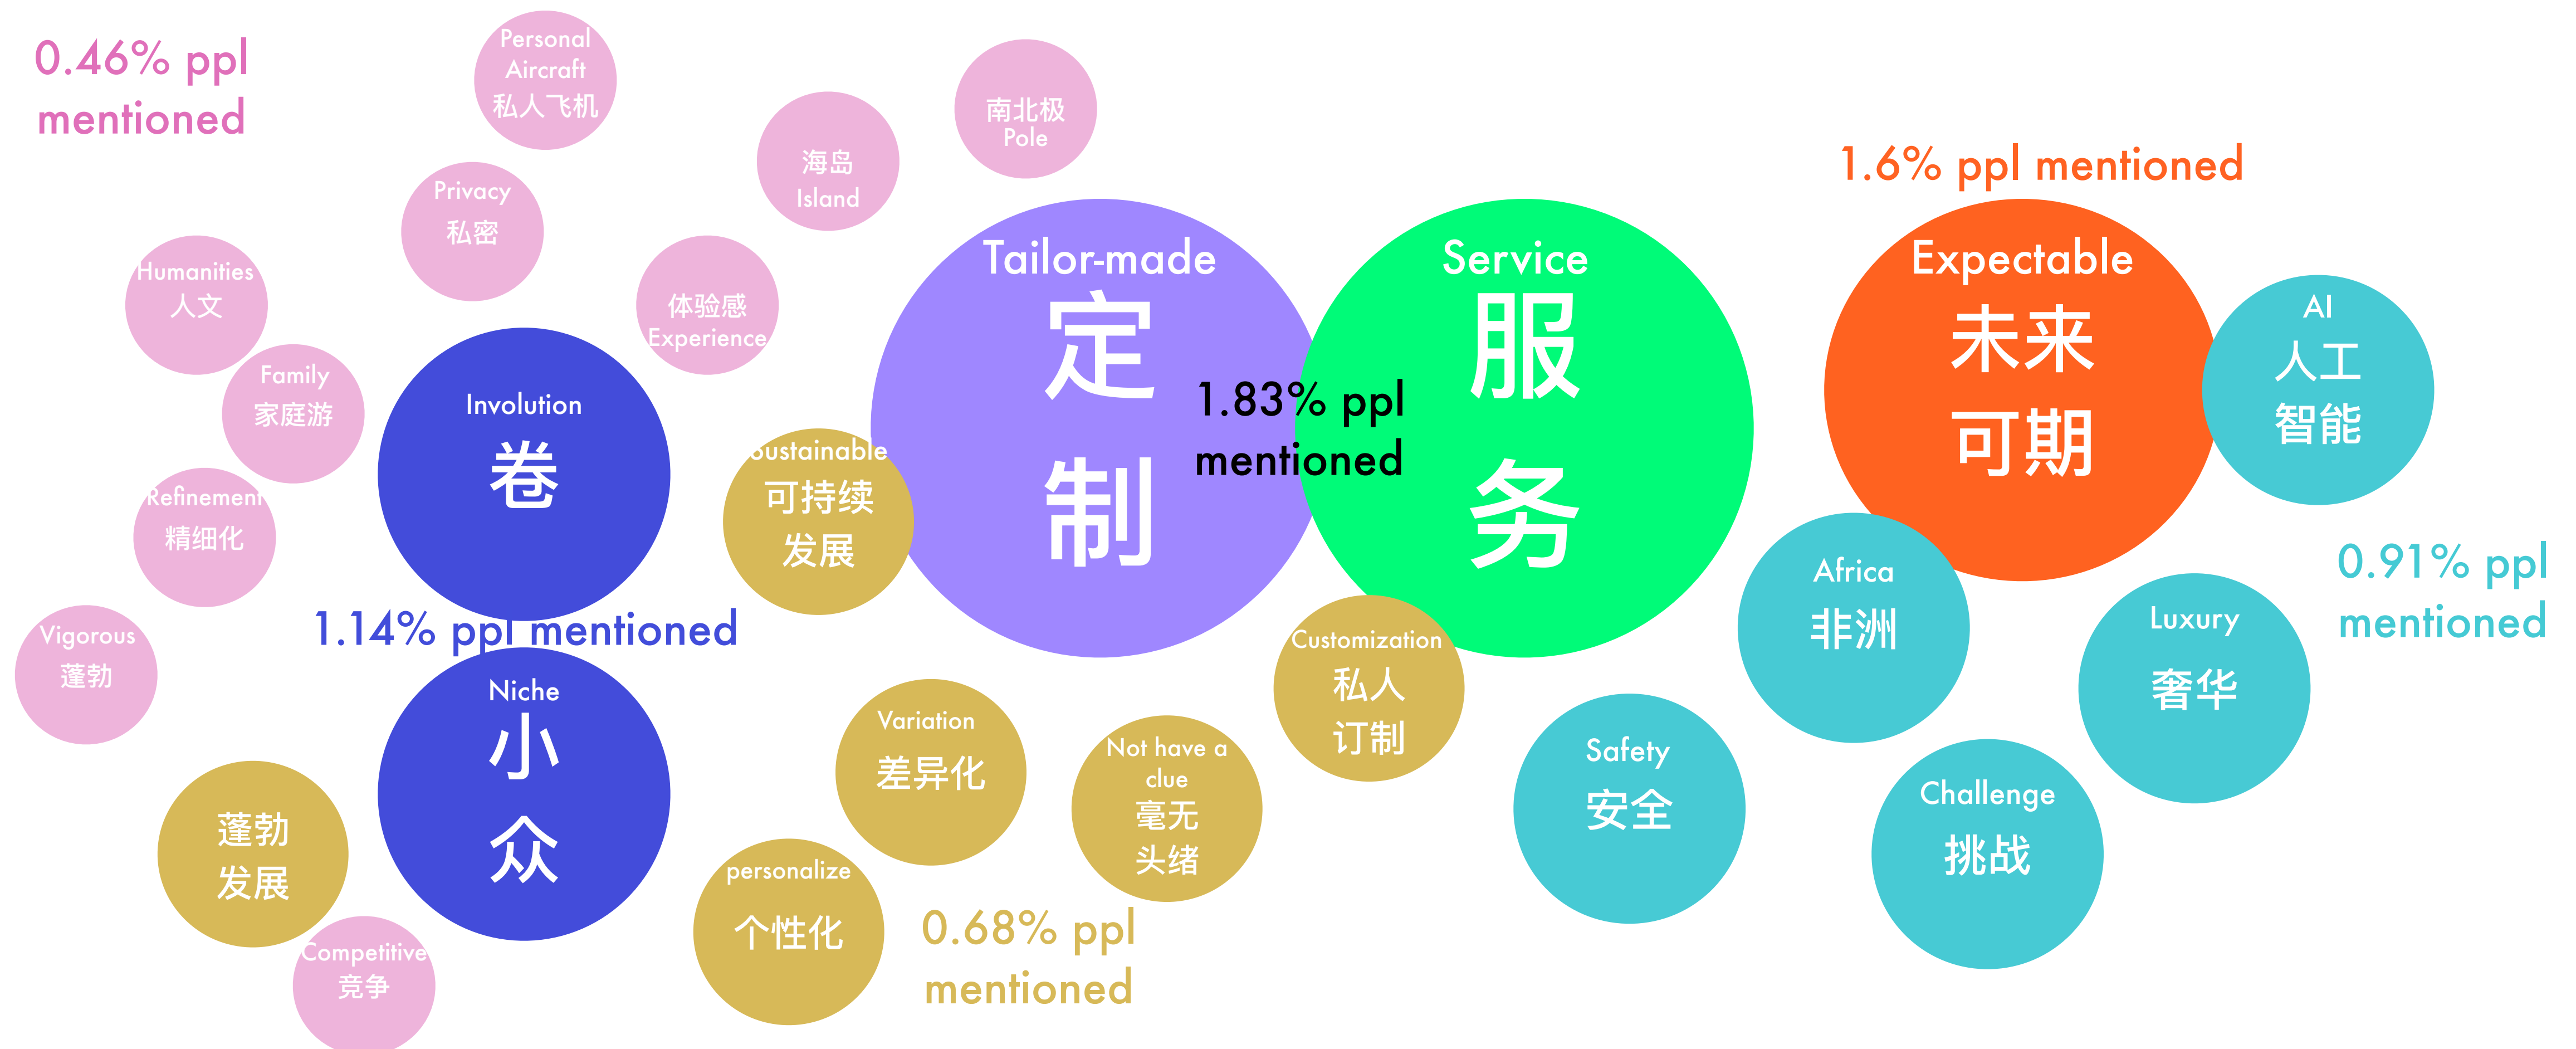 0.46% ppl
mentioned
Personal
Aircraft
私人飞机
南北极
Pole
海岛
Island
Privacy
私密
Humanities
人文
体验感
Experience
Family
家庭游
Refinement
精细化
Vigorous
蓬勃
Involution
卷
1.14% ppl mentioned
Niche
小
众
Sustainable
可持续
发展
Tailor-made
定
制
1.83% ppl
mentioned
Service
服
务
1.6% ppl mentioned
Expectable
未来
可期
AI
人工
智能
0.91% ppl
mentioned
Africa
非洲
Luxury
奢华
Safety
安全
Challenge
挑战
Customization
私人
订制
Variation
差异化
Not have a
clue
毫无
头绪
personalize
个性化
0.68% ppl
mentioned
蓬勃
发展
Competitive
竞争